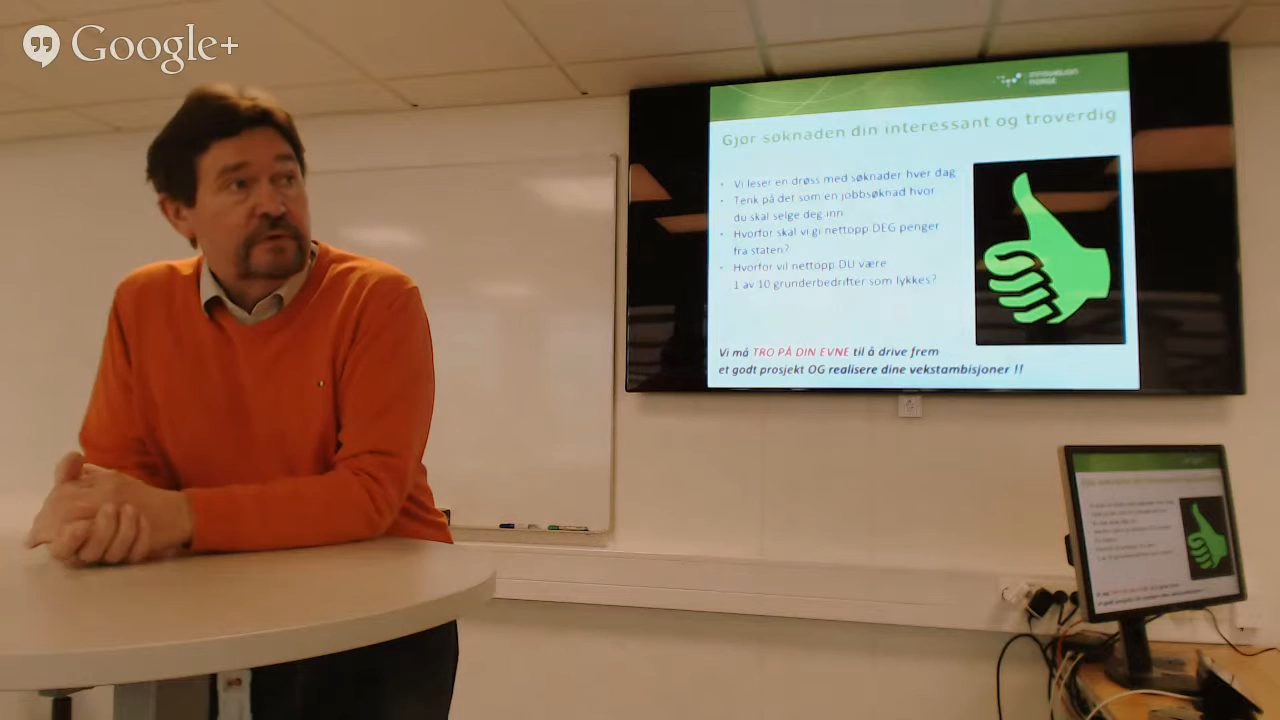 Google+
INNOVASJON
NORGE
Gjør søknaden din interessant og troverdig
Vi leser en drøss med søknader hver dag
Tenk på det som en jobbsøknad hvor
du skal selge deg inn
Hvorfor skal vi gi nettopp DEG penger
fra staten?
Hvorfor vil nettopp DU være
1 av 10 grunderbedrifter som lykkes?
Vi må TRO PÅ DIN EVNE til å drive frem
et godt prosjekt OG realisere dine vekstambisjoner !!